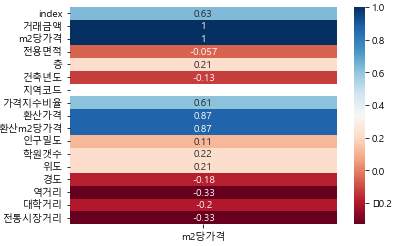 index 0.63
거래금액 1
m2당가격 1
전용면적 -0.057
층 0.21
건축년도 -0.13
지역코드
가격지수비율 0.61
환산가격 0.87
환산m2당가격 0.87
인구밀도 0.11
학원갯수 0.22
위도 0.21
경도 -0.18
역거리 -0.33
대학거리 -0.2
전통시장거리 -0.33
m2당가격
1.0
0.8
0.6
0.4
0.2
0.0
□0.2